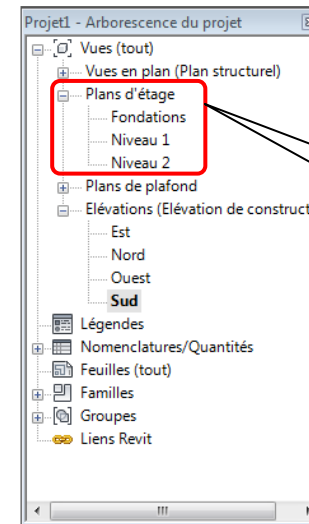 Projet1 - Arborescence du projet
Vues (tout)
Vues en plan (Plan structurel)
Plans d'étage
Fondations
Niveau 1
Niveau 2
Plans de plafond
Elévations (Elévation de construct
Est
Nord
Ouest
Sud
Légendes
Nomenclatures/Quantités
Feuilles (tout)
Familles
Groupes
Liens Revit